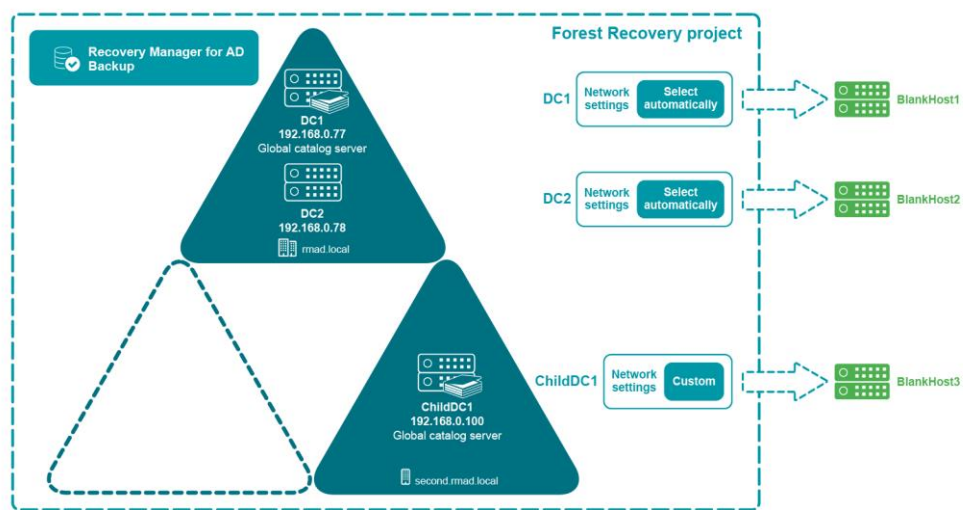 Recovery Manager for AD
Backup
Forest Recovery project
DC1
192.168.0.77
Global catalog server
DC2
192.168.0.78
rmad.local
ChildDC1
192.168.0.100
Global catalog server
second.rmad.local
DC1
Network
settings
Select
automatically
BlankHost1
DC2
Network
settings
Select
automatically
BlankHost2
ChildDC1
Network
settings
Custom
BlankHost3